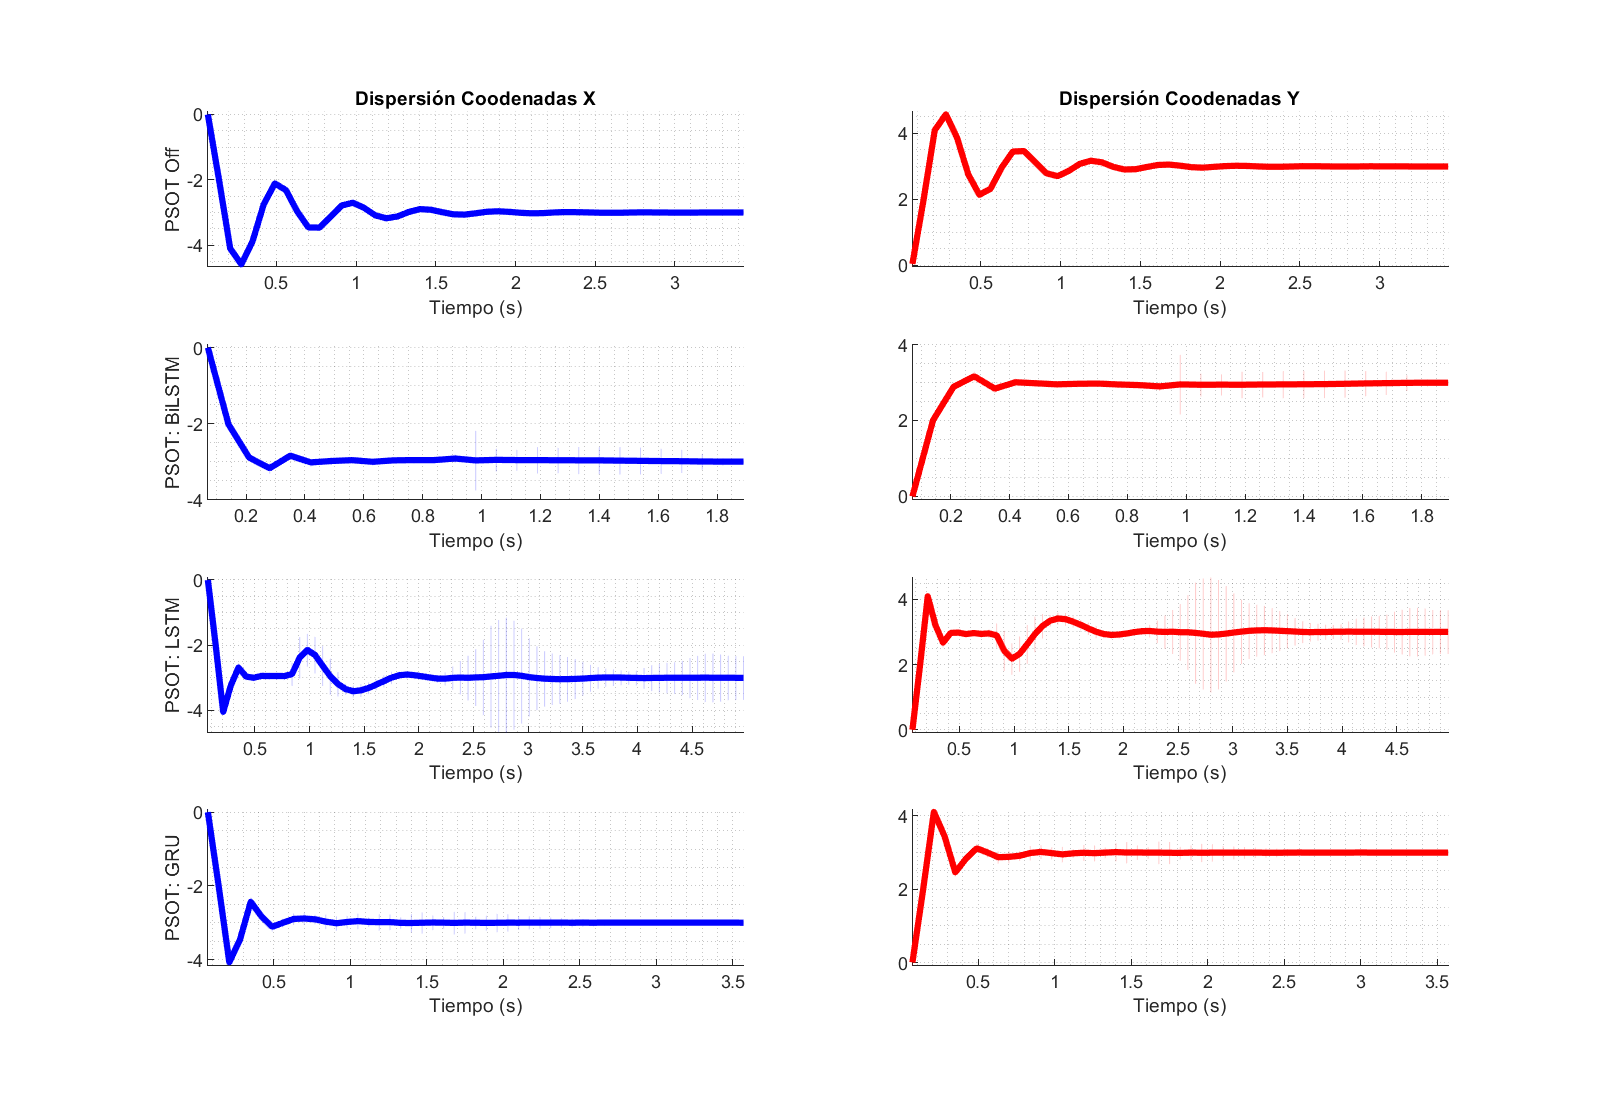 Dispersión Coodenadas X
Dispersión Coodenadas Y
PSOT Off
0
-2
-4
0.5 1 1.5 2 2.5 3
Tiempo (s)
4
2
0
0.5 1 1.5 2 2.5 3
Tiempo (s)
PSOT: BiLSTM
0
-2
-4
0.2 0.4 0.6 0.8 1 1.2 1.4 1.6 1.8
Tiempo (s)
4
2
0
0.2 0.4 0.6 0.8 1 1.2 1.4 1.6 1.8
Tiempo (s)
PSOT: LSTM
0
-2
-4
0.5 1 1.5 2 2.5 3 3.5 4 4.5
Tiempo (s)
4
2
0
0.5 1 1.5 2 2.5 3 3.5 4 4.5
Tiempo (s)
PSOT: GRU
0
-2
-4
0.5 1 1.5 2 2.5 3 3.5
Tiempo (s)
4
2
0
0.5 1 1.5 2 2.5 3 3.5
Tiempo (s)